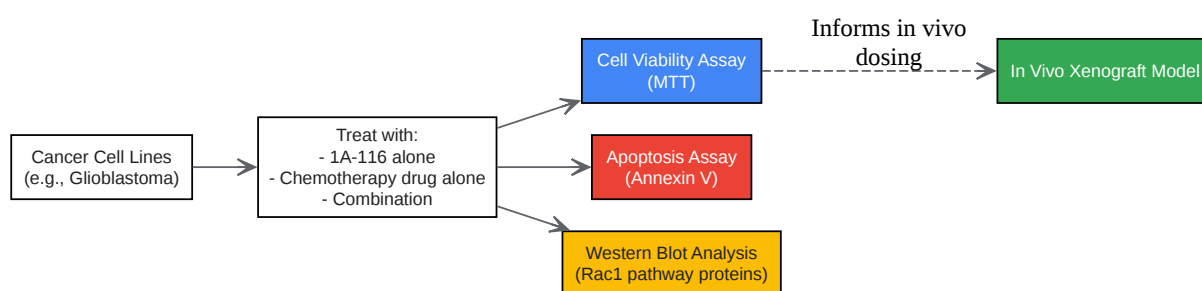 Cancer Cell Lines
(e.g., Glioblastoma)
Treat with:
- 1A-116 alone
- Chemotherapy drug alone
- Combination
Cell Viability Assay
(MTT)
Informs in vivo
dosing
In Vivo Xenograft Model
Apoptosis Assay
(Annexin V)
Western Blot Analysis
(Rac1 pathway proteins)